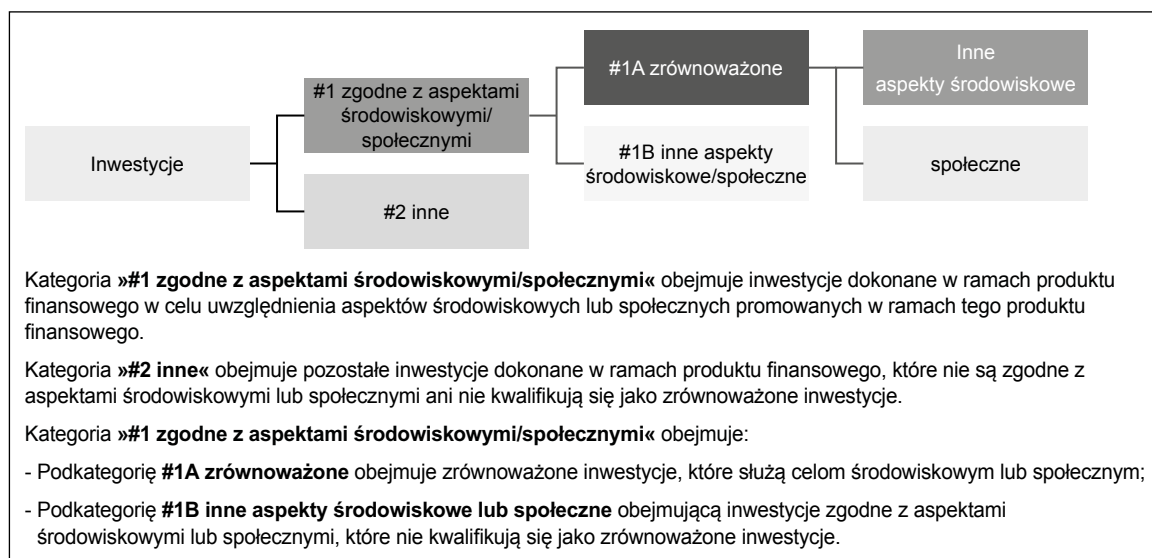 Inwestycje
#1 zgodne z aspektami
środowiskowymi/
społecznymi
#2 inne
#1A zrównoważone
#1B inne aspekty
środowiskowe/społeczne
Inne
aspekty środowiskowe
społeczne
Kategoria »#1 zgodne z aspektami środowiskowymi/społecznymi« obejmuje inwestycje dokonane w ramach produktu
finansowego w celu uwzględnienia aspektów środowiskowych lub społecznych promowanych w ramach tego produktu
finansowego.
Kategoria »#2 inne« obejmuje pozostałe inwestycje dokonane w ramach produktu finansowego, które nie są zgodne z
aspektami środowiskowymi lub społecznymi ani nie kwalifikują się jako zrównoważone inwestycje.
Kategoria »#1 zgodne z aspektami środowiskowymi/społecznymi« obejmuje:
- Podkategorię #1A zrównoważone obejmuje zrównoważone inwestycje, które służą celom środowiskowym lub społecznym;
- Podkategorię #1B inne aspekty środowiskowe lub społeczne obejmującą inwestycje zgodne z aspektami
środowiskowymi lub społecznymi, które nie kwalifikują się jako zrównoważone inwestycje.